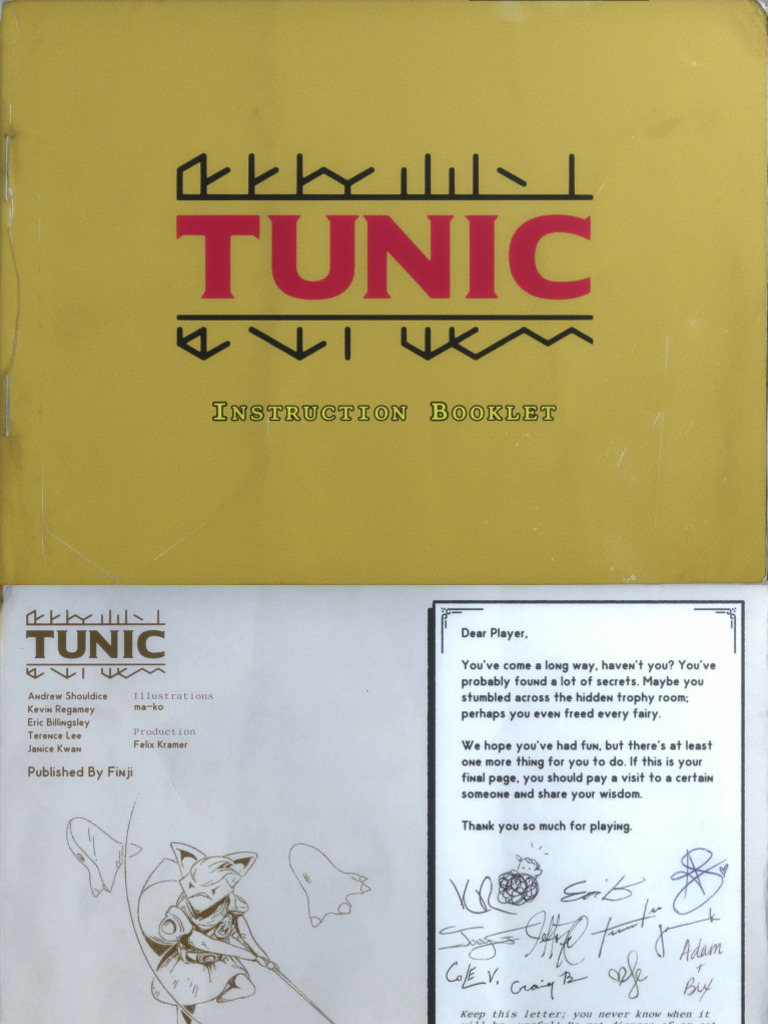 TUNIC
Instruction Booklet
TUNIC
Andrew Shouldice
Kevin Regamey
Eric Billingsley
Terence Lee
Janice Kwan
Illustrations
ma-ko
Production
Felix Kramer
Published By Finji
Dear Player,
You've come a long way, haven't you? You've
probably found a lot of secrets. Maybe you
stumbled across the hidden trophy room;
perhaps you even freed every fairy.
We hope you've had fun, but there's at least
one more thing for you to do. If this is your
final page, you should pay a visit to a certain
someone and share your wisdom.
Thank you so much for playing.
KR
Cole V.
Craig B
Adam
+
Bux
Keep this letter; you never know when it